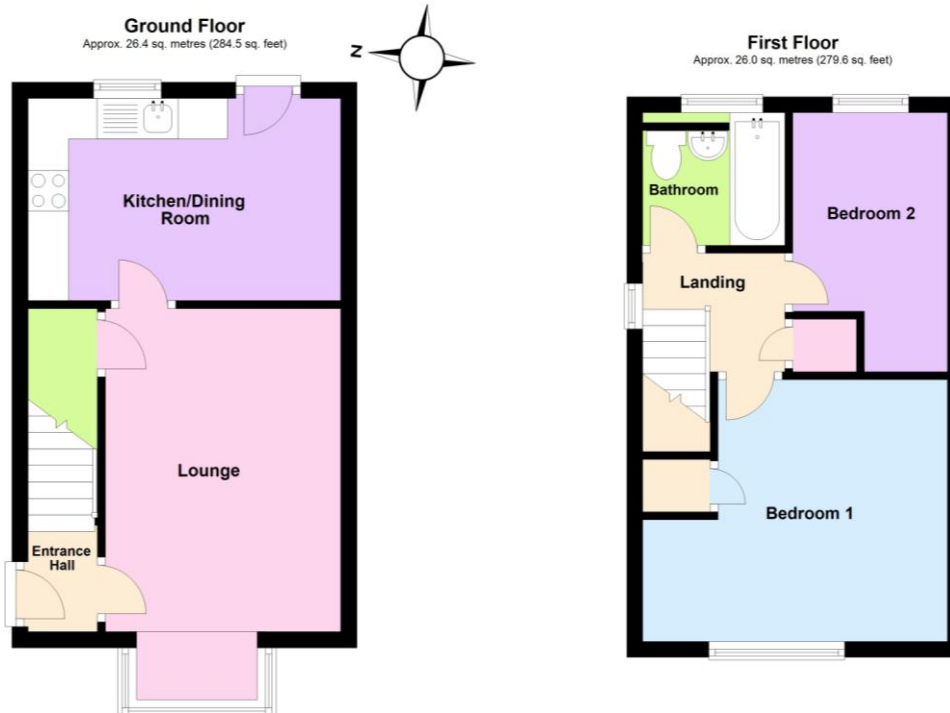 Ground Floor
Approx. 26.4 sq. metres (284.5 sq. feet)
N
Kitchen/Dining
Room
Lounge
Entrance
Hall
First Floor
Approx. 26.0 sq. metres (279.6 sq. feet)
Bathroom
Bedroom 2
Landing
Bedroom 1